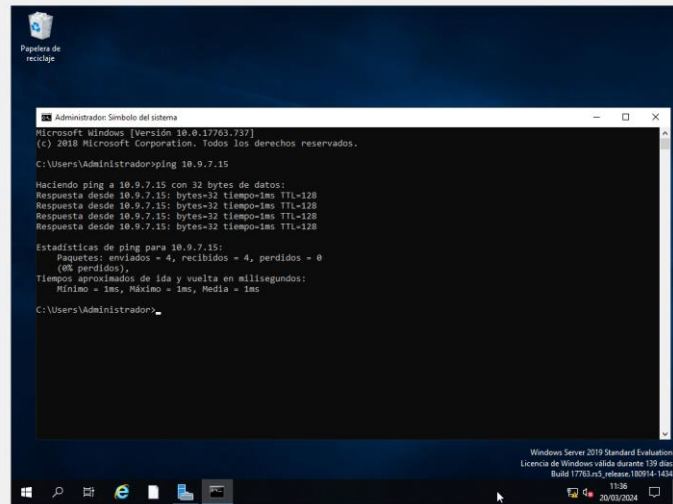 Papelera de
reciclaje
Administrador: Símbolo del sistema
Microsoft Windows [Versión 10.0.17763.737]
(c) 2018 Microsoft Corporation. Todos los derechos reservados.
C:\Users\Administrador>ping 10.9.7.15
Haciendo ping a 10.9.7.15 con 32 bytes de datos:
Respuesta desde 10.9.7.15: bytes=32 tiempo=1ms TTL=128
Respuesta desde 10.9.7.15: bytes=32 tiempo=1ms TTL=128
Respuesta desde 10.9.7.15: bytes=32 tiempo=1ms TTL=128
Respuesta desde 10.9.7.15: bytes=32 tiempo=1ms TTL=128
Estadísticas de ping para 10.9.7.15:
Paquetes: enviados = 4, recibidos = 4, perdidos = 0
(0% perdidos),
Tiempos aproximados de ida y vuelta en milisegundos:
Mínimo = 1ms, Máximo = 1ms, Media = 1ms
C:\Users\Administrador>
Windows Server 2019 Standard Evaluation
Licencia de Windows válida durante 139 días
Build 17763.rs5_release.180914-1434
11:36
20/03/2024